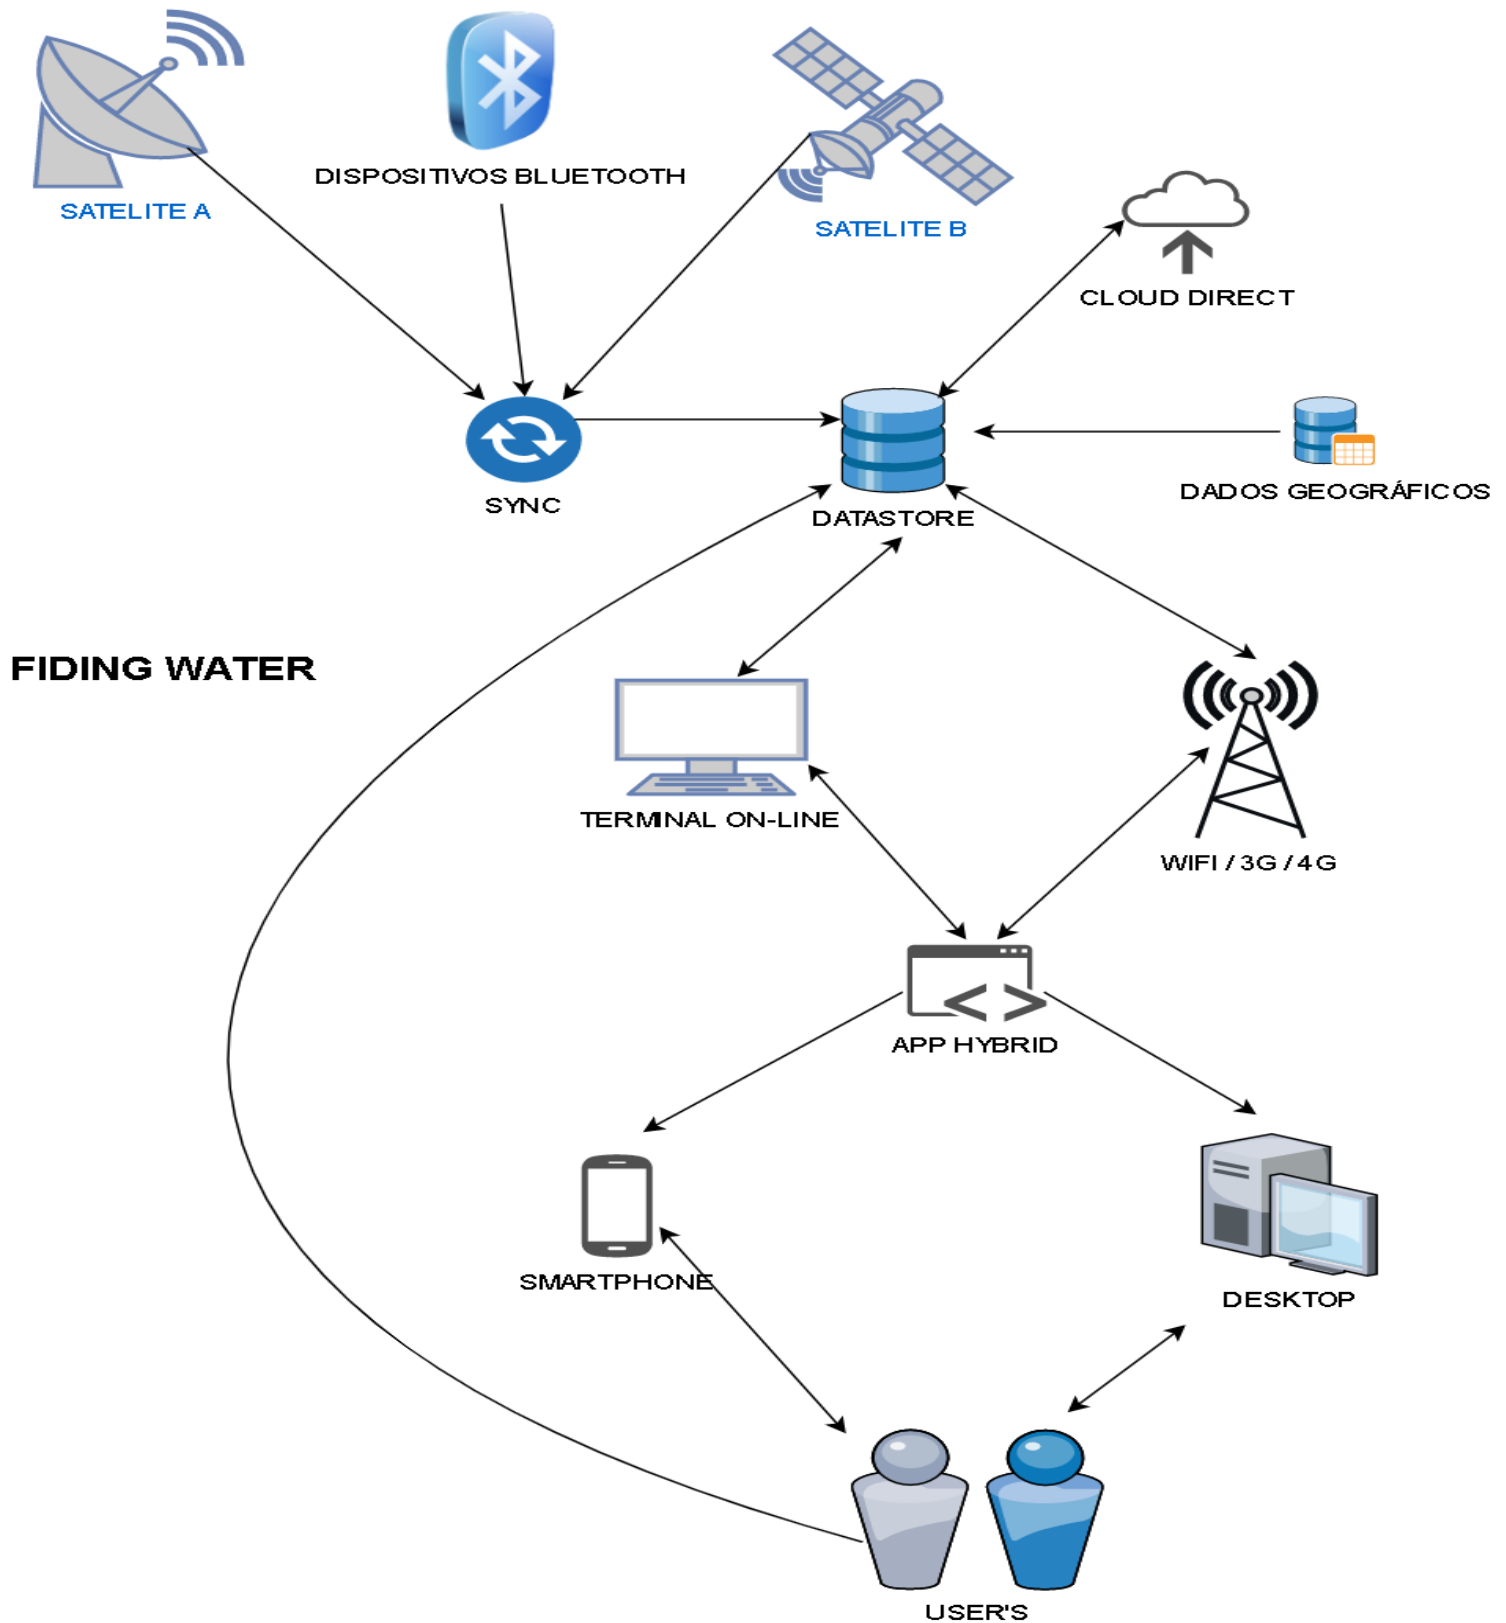 DISPOSITIVOS BLUETOOTH
SATELITE A
SATELITE B
CLOUD DIRECT
DADOS GEOGRÁFICOS
SYNC
DATASTORE
FIDING WATER
TERMINAL ON-LINE
WIFI / 3G / 4G
APP HYBRID
SMARTPHONE
DESKTOP
USER'S